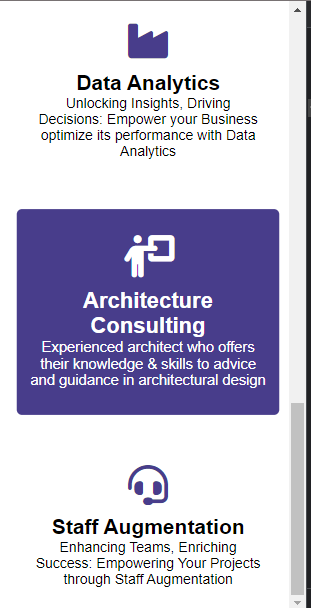 Data Analytics
Unlocking Insights, Driving
Decisions: Empower your Business
optimize its performance with Data
Analytics
Architecture
Consulting
Experienced architect who offers
their knowledge & skills to advice
and guidance in architectural design
Staff Augmentation
Enhancing Teams, Enriching
Success: Empowering Your Projects
through Staff Augmentation